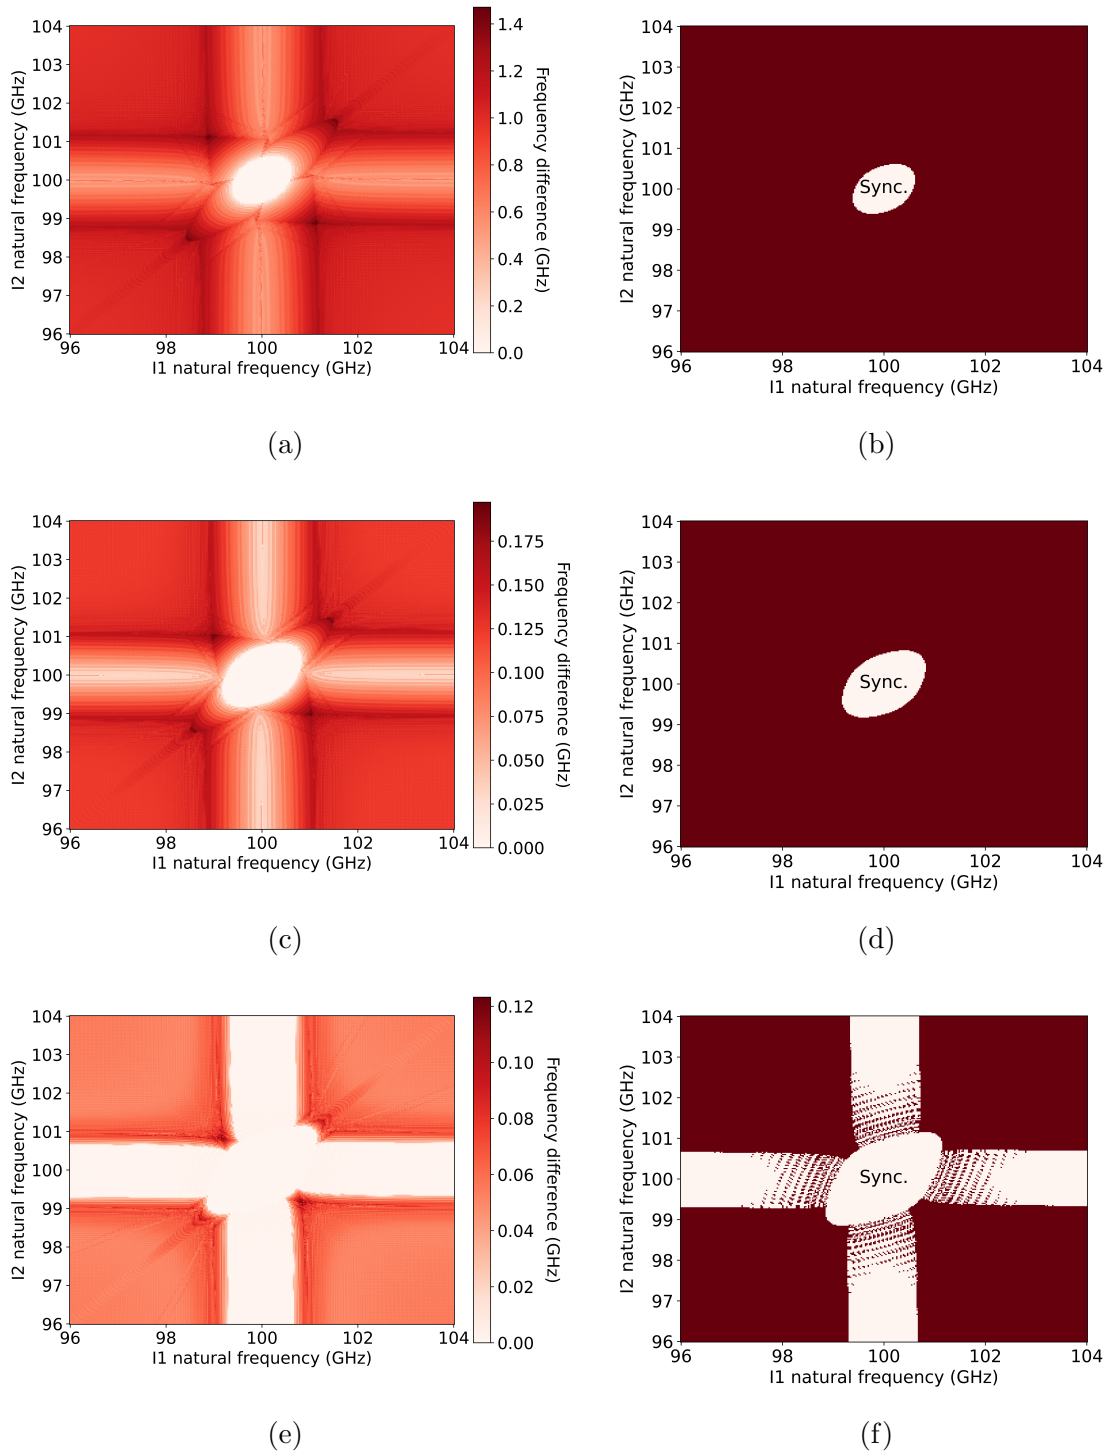 104
103
102
101
100
99
98
97
96
96 98 100 102 104
I1 natural frequency (GHz)
I2 natural frequency (GHz)
1.4
1.2
1.0
0.8
0.6
0.4
0.2
0.0
Frequency difference (GHz)
(a)
104
103
102
101
100
99
98
97
96
96 98 100 102 104
I1 natural frequency (GHz)
I2 natural frequency (GHz)
Sync.
(b)
104
103
102
101
100
99
98
97
96
96 98 100 102 104
I1 natural frequency (GHz)
I2 natural frequency (GHz)
0.175
0.150
0.125
0.100
0.075
0.050
0.025
0.000
Frequency difference (GHz)
(c)
104
103
102
101
100
99
98
97
96
96 98 100 102 104
I1 natural frequency (GHz)
I2 natural frequency (GHz)
Sync.
(d)
104
103
102
101
100
99
98
97
96
96 98 100 102 104
I1 natural frequency (GHz)
I2 natural frequency (GHz)
0.12
0.10
0.08
0.06
0.04
0.02
0.00
Frequency difference (GHz)
(e)
104
103
102
101
100
99
98
97
96
96 98 100 102 104
I1 natural frequency (GHz)
I2 natural frequency (GHz)
Sync.
(f)